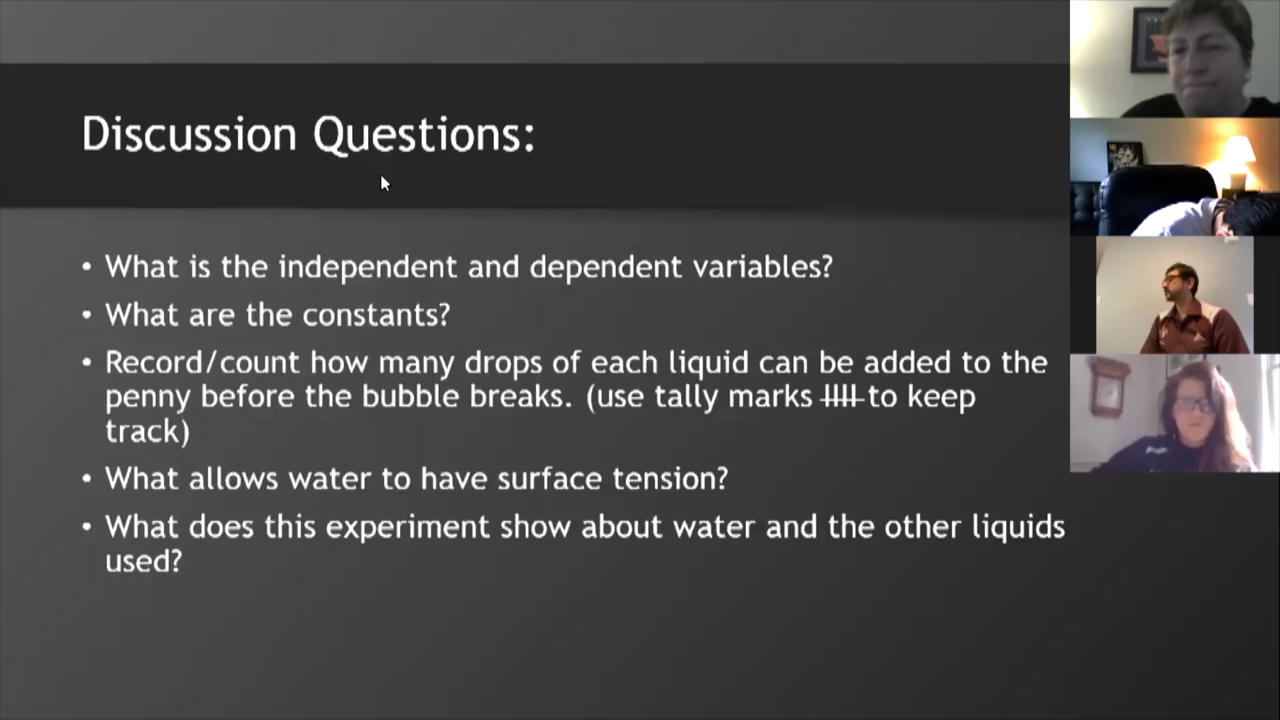 Discussion Questions:
• What is the independent and dependent variables?
• What are the constants?
• Record/count how many drops of each liquid can be added to the
penny before the bubble breaks. (use tally marks ~~IIII~~ to keep
track)
• What allows water to have surface tension?
• What does this experiment show about water and the other liquids
used?